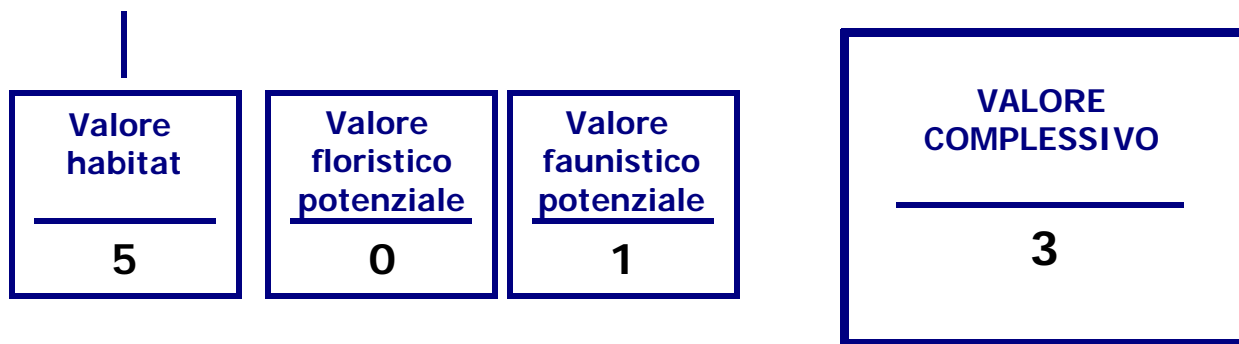 Valore
habitat
5
Valore
floristico
potenziale
0
Valore
faunistico
potenziale
1
VALORE
COMPLESSIVO
3